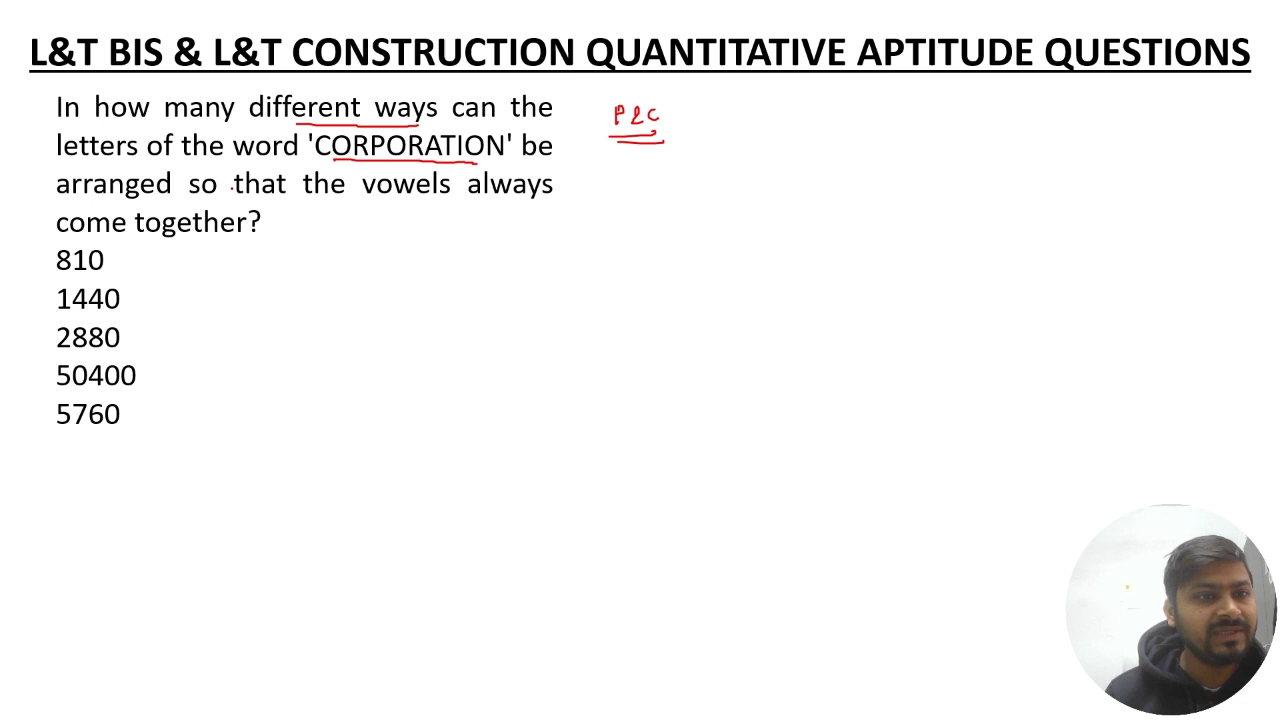 L&T BIS & L&T CONSTRUCTION QUANTITATIVE APTITUDE QUESTIONS
In how many different ways can the
P&C
letters of the word 'CORPORATION' be
arranged so that the vowels always
come together?
810
1440
2880
50400
5760